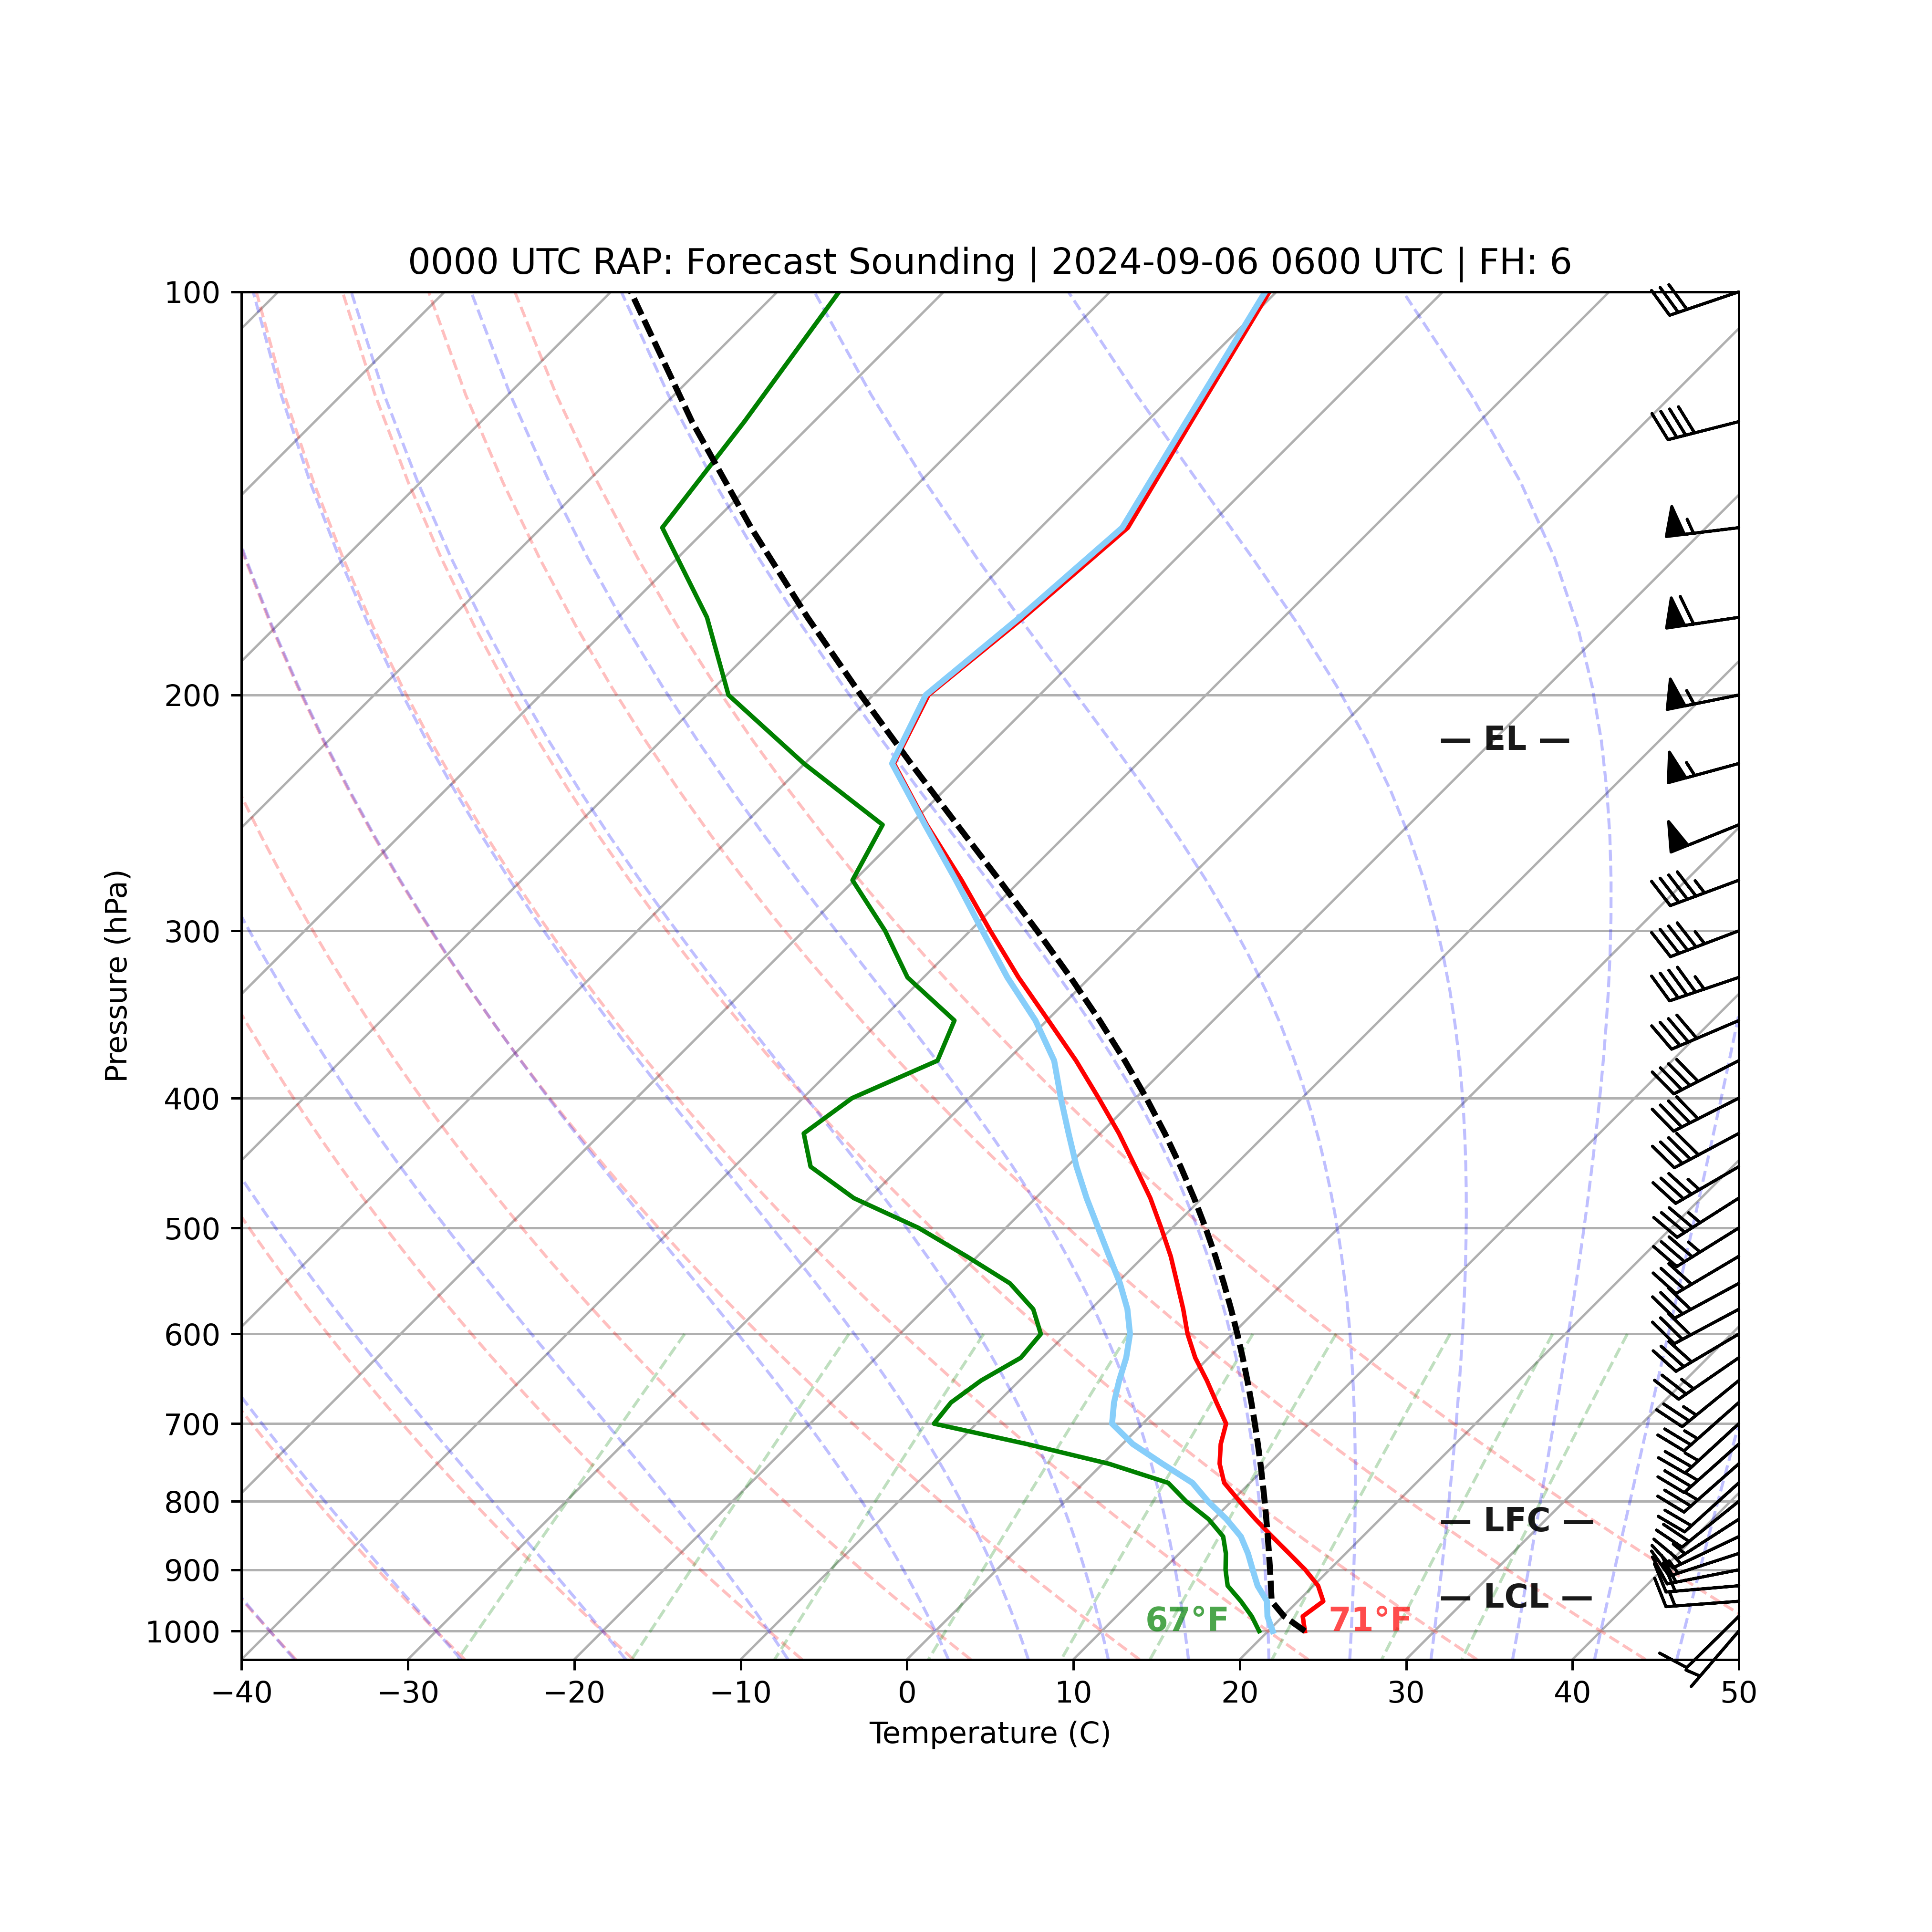 0000 UTC RAP: Forecast Sounding | 2024-09-06 0600 UTC | FH: 6
100
200
— EL —
300
Pressure (hPa)
400
500
600
700
800
— LFC —
900
— LCL —
67°F 71°F
1000
−40 −30 −20 −10 0 10 20 30 40 50
Temperature (C)